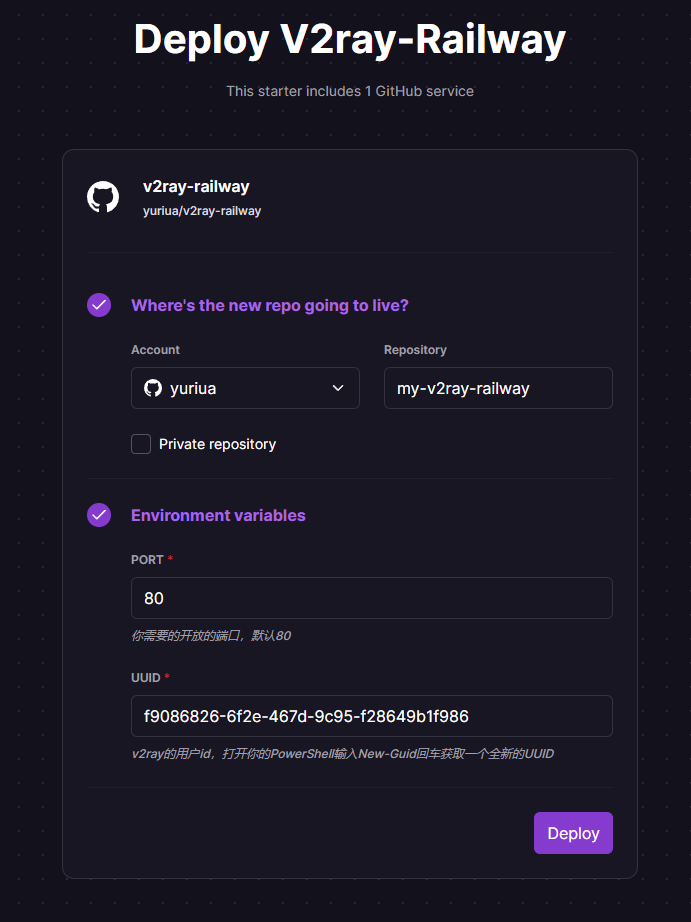 Deploy V2ray-Railway
This starter includes 1 GitHub service
v2ray-railway
yuriua/v2ray-railway
Where's the new repo going to live?
Account
Repository
yuriua
my-v2ray-railway
Private repository
Environment variables
PORT *
80
你需要的开放的端口，默认80
UUID *
f9086826-6f2e-467d-9c95-f28649b1f986
v2ray的用户id，打开你的PowerShell输入New-Guid回车获取一个全新的UUID
Deploy